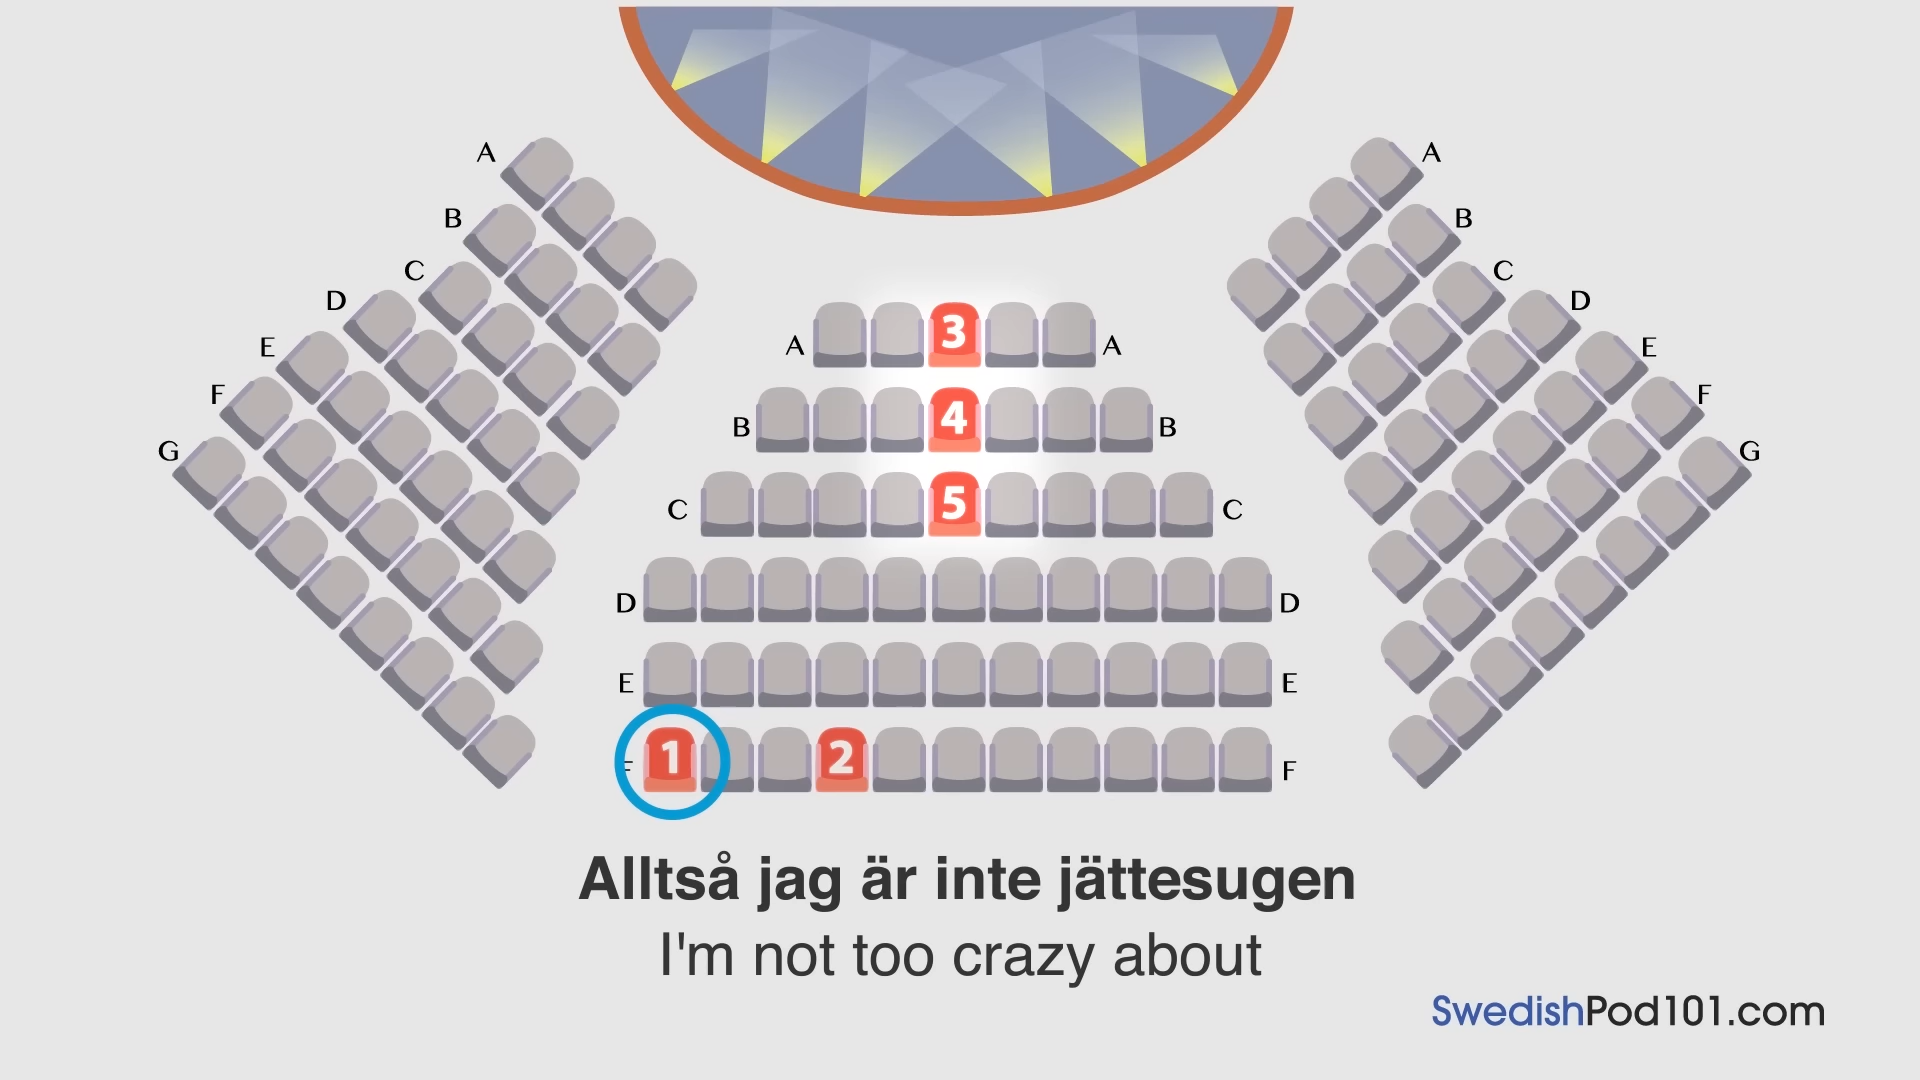 A
A
B
B
C
C
D
D
E
E
F
F
G
G
A 3 A
B 4 B
C 5 C
D D
E E
F 1 2 F
Alltså jag är inte jättesugen
I'm not too crazy about
SwedishPod101.com